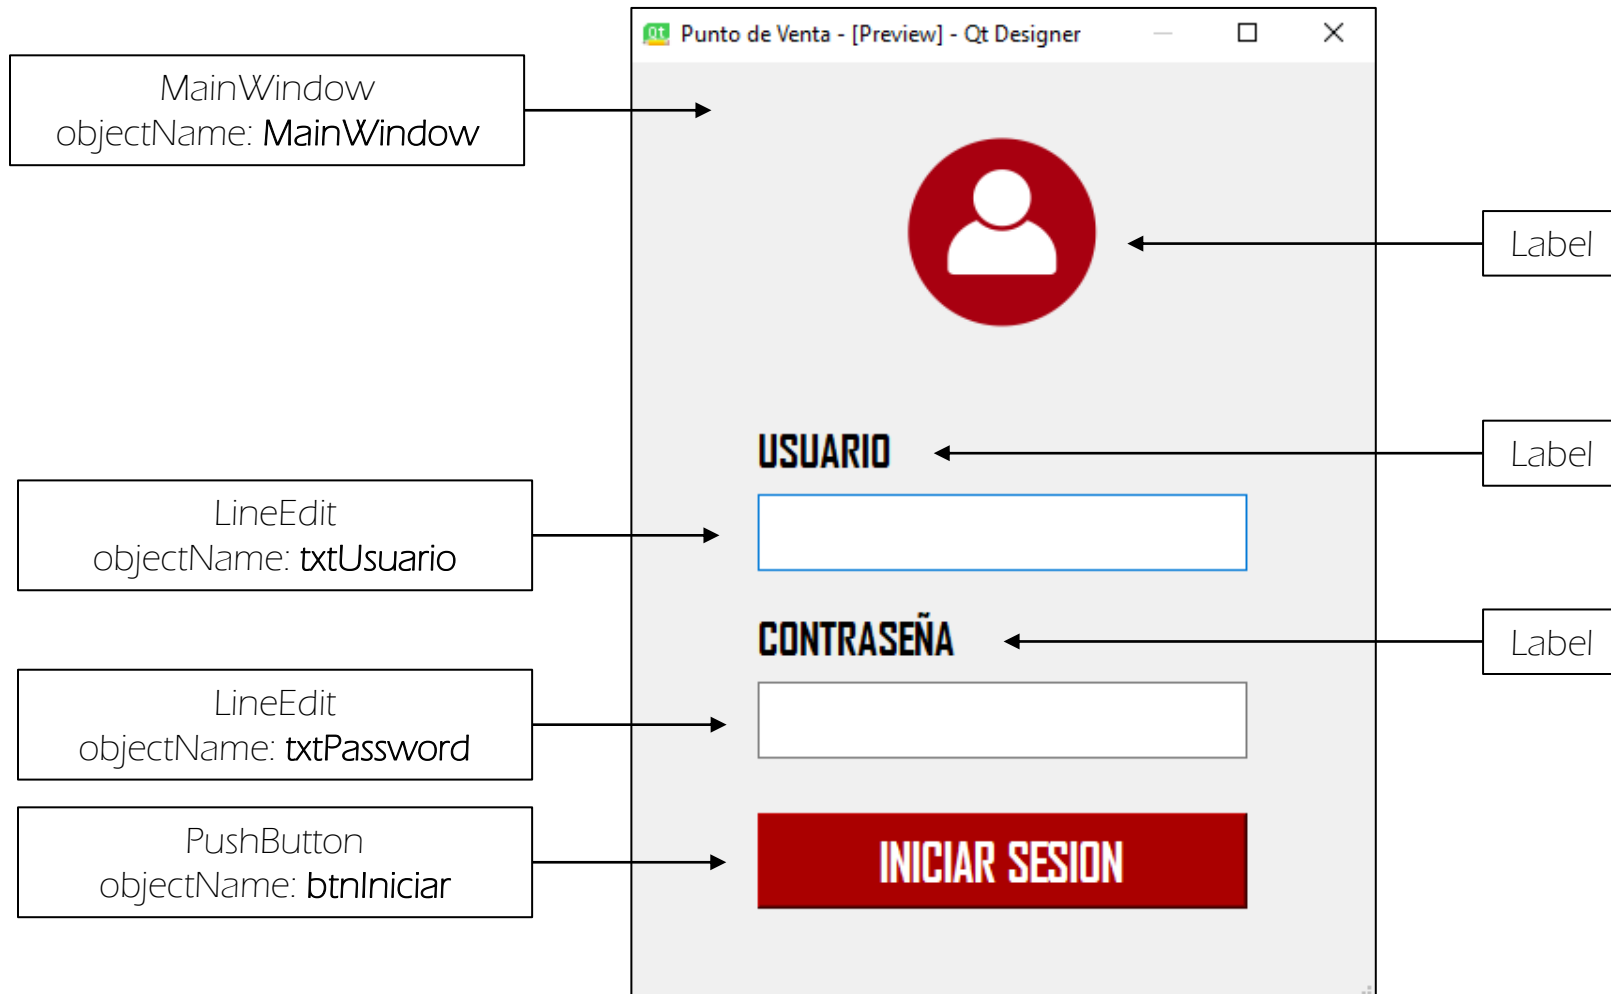 Punto de Venta - [Preview] - Qt Designer
MainWindow
objectName: MainWindow
Label
USUARIO
Label
LineEdit
objectName: txtUsuario
CONTRASEÑA
Label
LineEdit
objectName: txtPassword
PushButton
objectName: btnIniciar
INICIAR SESION